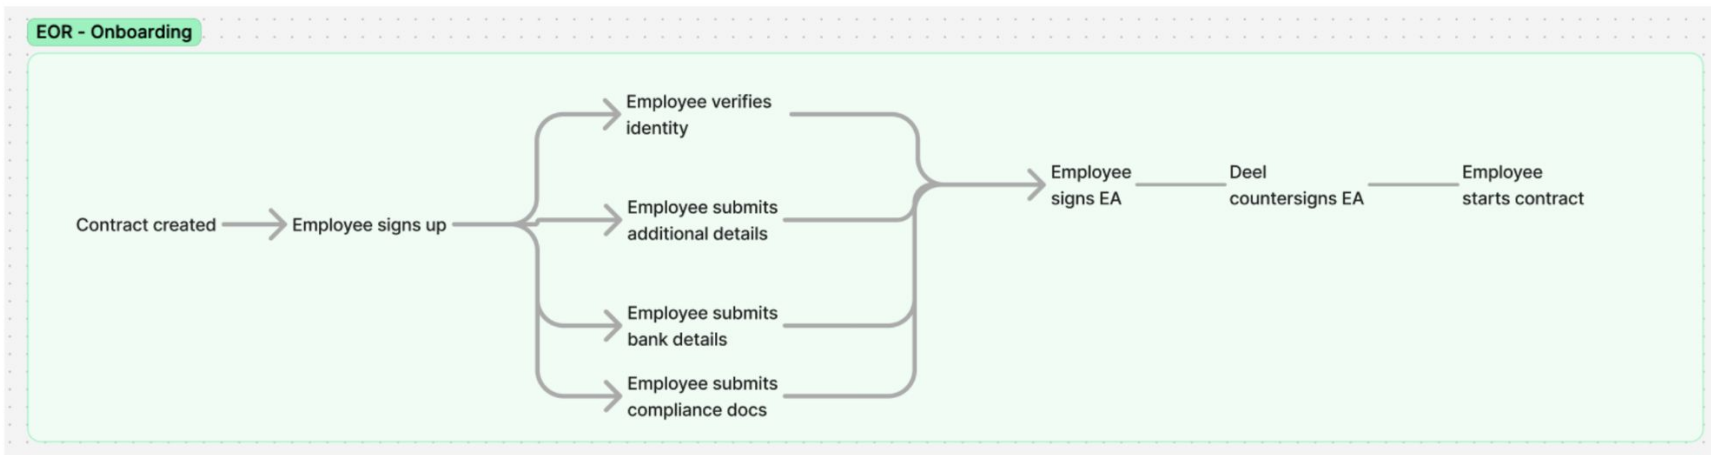 EOR - Onboarding
Contract created
Employee signs up
Employee verifies
identity
Employee submits
additional details
Employee submits
bank details
Employee submits
compliance docs
Employee
signs EA
Deel
countersigns EA
Employee
starts contract